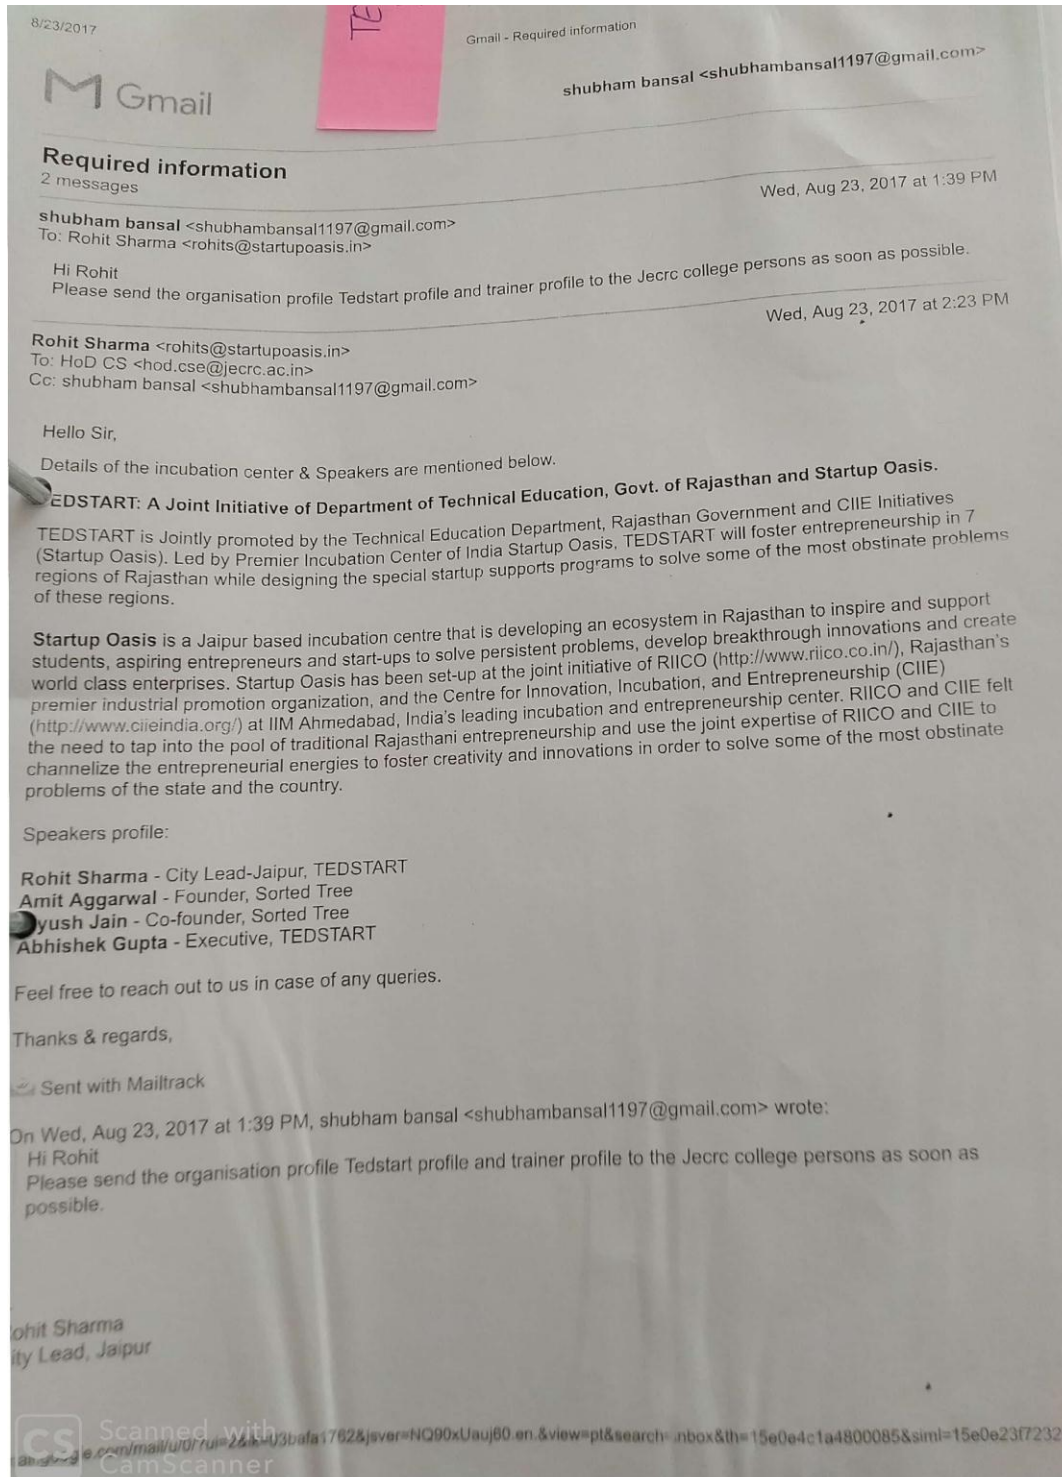 8/23/2017
TE
Gmail - Required information
M Gmail
shubham bansal <shubhambansal1197@gmail.com>
Required information
2 messages
Wed, Aug 23, 2017 at 1:39 PM
shubham bansal <shubhambansal1197@gmail.com>
To: Rohit Sharma <rohits@startupoasis.in>
Hi Rohit
Please send the organisation profile Tedstart profile and trainer profile to the Jecrc college persons as soon as possible.
Wed, Aug 23, 2017 at 2:23 PM
Rohit Sharma <rohits@startupoasis.in>
To: HoD CS <hod.cse@jecrc.ac.in>
Cc: shubham bansal <shubhambansal1197@gmail.com>
Hello Sir,
Details of the incubation center & Speakers are mentioned below.
EDSTART: A Joint Initiative of Department of Technical Education, Govt. of Rajasthan and Startup Oasis.
TEDSTART is Jointly promoted by the Technical Education Department, Rajasthan Government and CIIE Initiatives
(Startup Oasis). Led by Premier Incubation Center of India Startup Oasis, TEDSTART will foster entrepreneurship in 7
regions of Rajasthan while designing the special startup supports programs to solve some of the most obstinate problems
of these regions.
Startup Oasis is a Jaipur based incubation centre that is developing an ecosystem in Rajasthan to inspire and support
students, aspiring entrepreneurs and start-ups to solve persistent problems, develop breakthrough innovations and create
world class enterprises. Startup Oasis has been set-up at the joint initiative of RIICO (http://www.riico.co.in/), Rajasthan's
premier industrial promotion organization, and the Centre for Innovation, Incubation, and Entrepreneurship (CIIE)
(http://www.ciieindia.org/) at IIM Ahmedabad, India's leading incubation and entrepreneurship center. RIICO and CIIE felt
the need to tap into the pool of traditional Rajasthani entrepreneurship and use the joint expertise of RIICO and CIIE to
channelize the entrepreneurial energies to foster creativity and innovations in order to solve some of the most obstinate
problems of the state and the country.
Speakers profile:
Rohit Sharma - City Lead-Jaipur, TEDSTART
Amit Aggarwal - Founder, Sorted Tree
yush Jain - Co-founder, Sorted Tree
Abhishek Gupta - Executive, TEDSTART
Feel free to reach out to us in case of any queries.
Thanks & regards,
Sent with Mailtrack
On Wed, Aug 23, 2017 at 1:39 PM, shubham bansal <shubhambansal1197@gmail.com> wrote:
Hi Rohit
Please send the organisation profile Tedstart profile and trainer profile to the Jecrc college persons as soon as
possible.
ohit Sharma
ity Lead, Jaipur
CS Scanned with
CamScanner